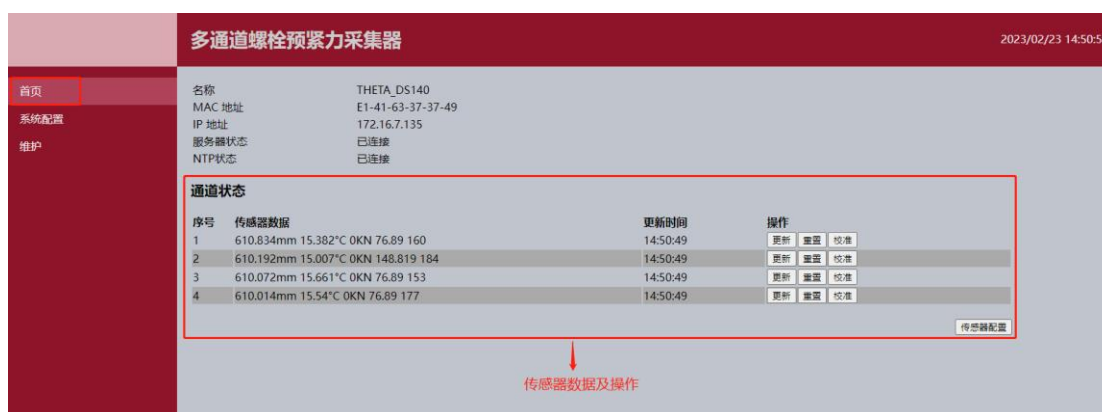 多通道螺栓预紧力采集器
2023/02/23 14:50:5
首页
系统配置
维护
名称 THETA_DS140
MAC 地址 E1-41-63-37-37-49
IP 地址 172.16.7.135
服务器状态 已连接
NTP状态 已连接
通道状态
序号 传感器数据 更新时间 操作
1 610.834mm 15.382°C 0KN 76.89 160 14:50:49 更新 重置 校准
2 610.192mm 15.007°C 0KN 148.819 184 14:50:49 更新 重置 校准
3 610.072mm 15.661°C 0KN 76.89 153 14:50:49 更新 重置 校准
4 610.014mm 15.54°C 0KN 76.89 177 14:50:49 更新 重置 校准
传感器配置
传感器数据及操作